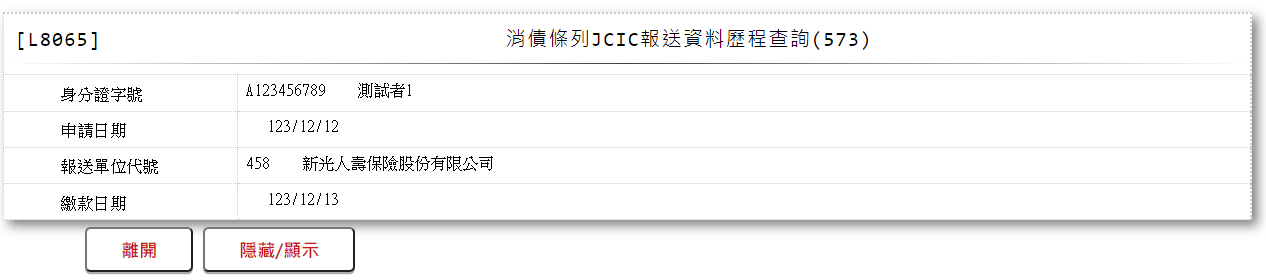 [L8065] 消債條列JCIC報送資料歷程查詢(573)
身分證字號 A123456789 測試者1
申請日期 123/12/12
報送單位代號 458 新光人壽保險股份有限公司
繳款日期 123/12/13
離開 隱藏/顯示